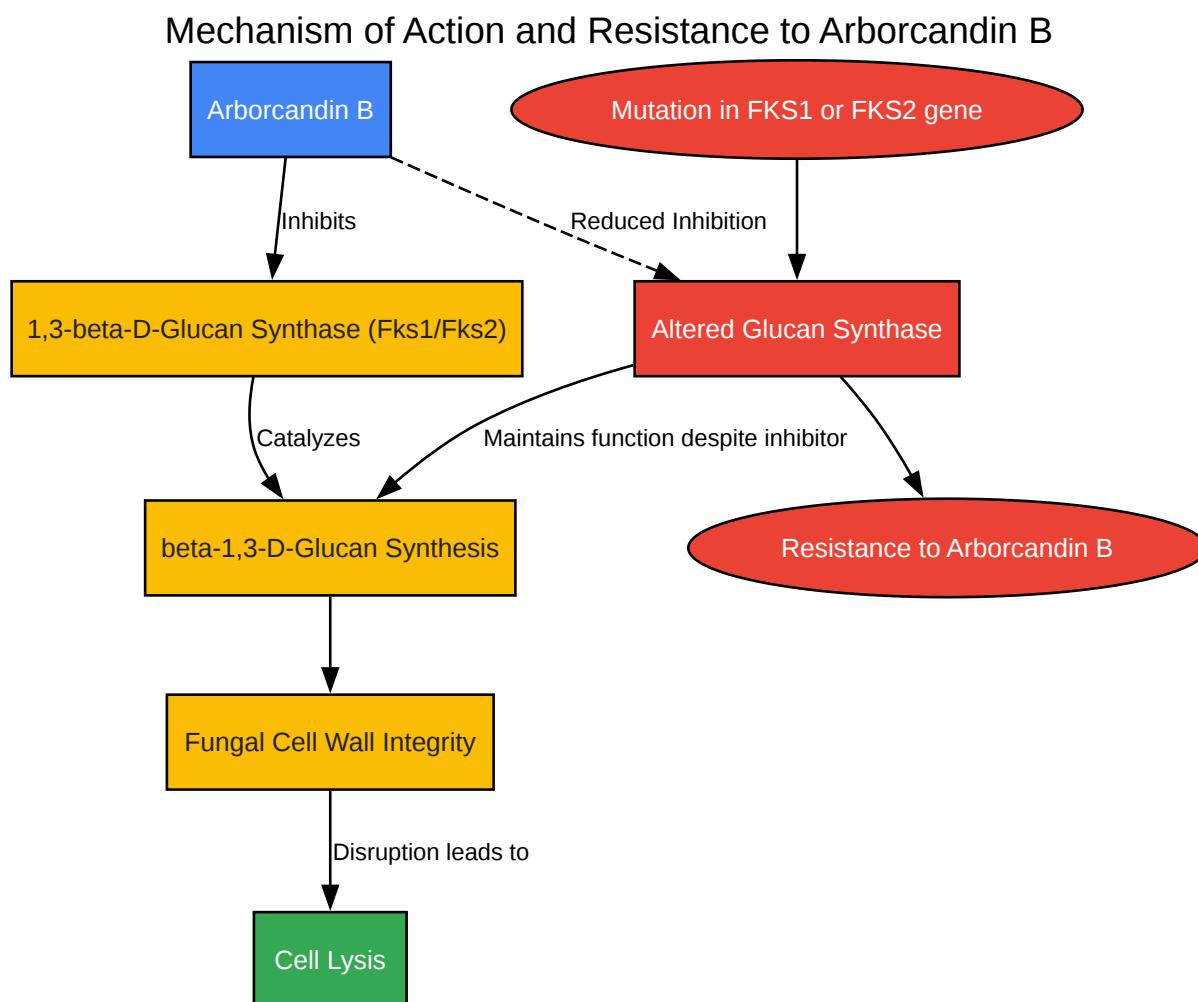 Mechanism of Action and Resistance to Arborcandin B
Arborcandin B
Mutation in FKS1 or FKS2 gene
Inhibits
Reduced Inhibition
1,3-beta-D-Glucan Synthase (Fks1/Fks2)
Altered Glucan Synthase
Catalyzes
Maintains function despite inhibitor
beta-1,3-D-Glucan Synthesis
Resistance to Arborcandin B
Fungal Cell Wall Integrity
Disruption leads to
Cell Lysis